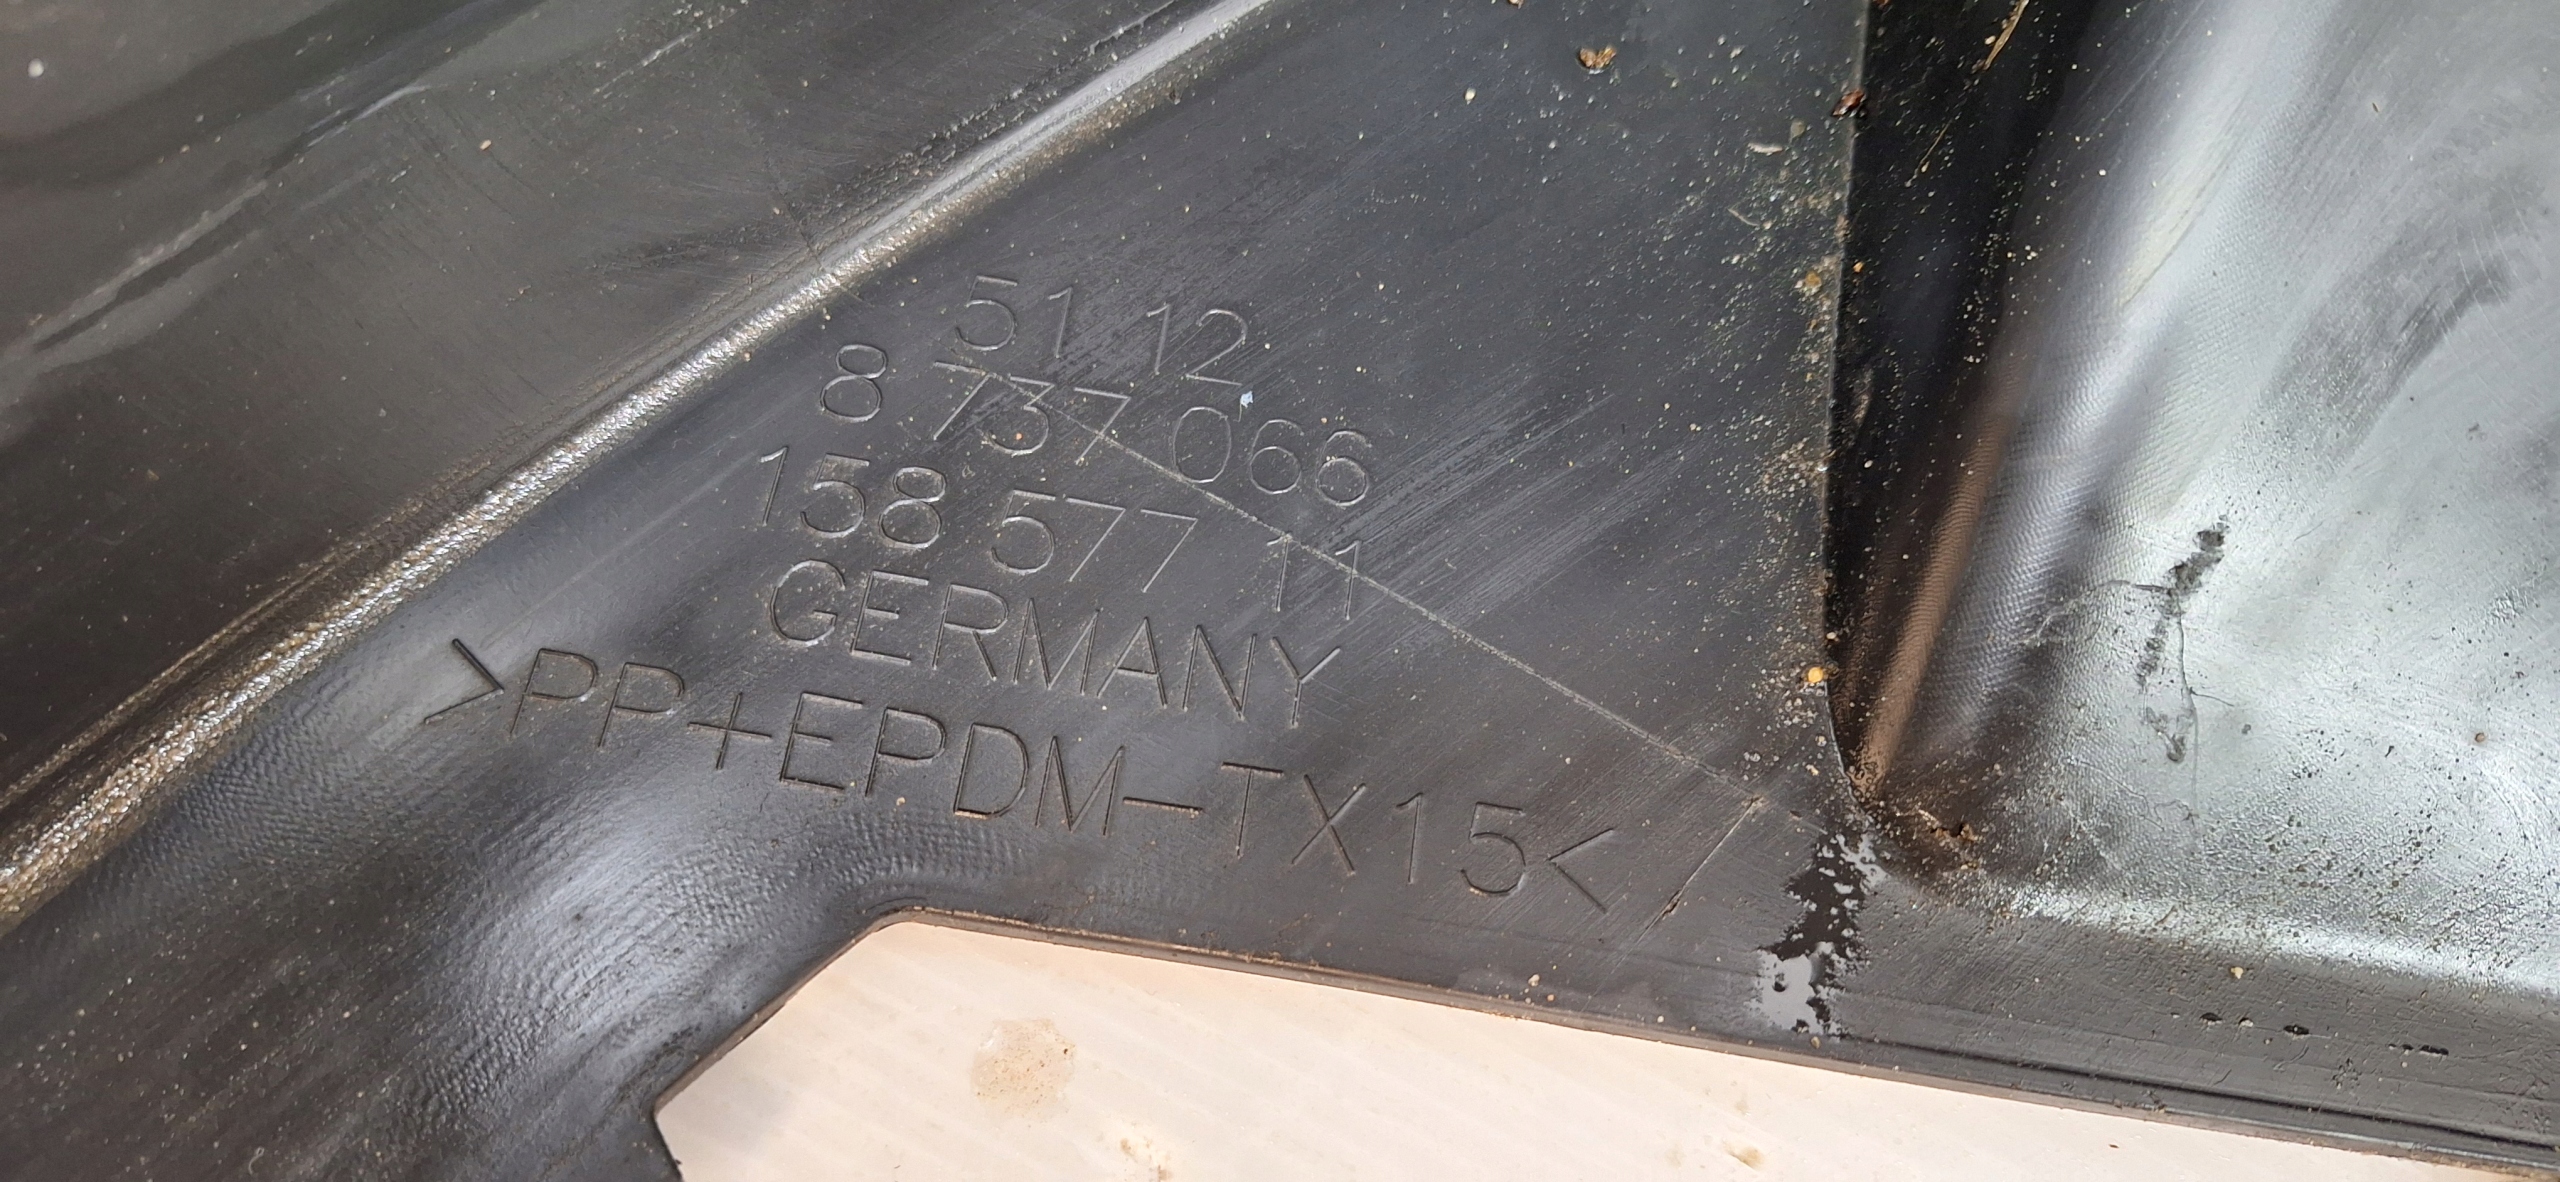 51 12
8 737 066
158 577 11
GERMANY
>PP+EPDM-TX15<